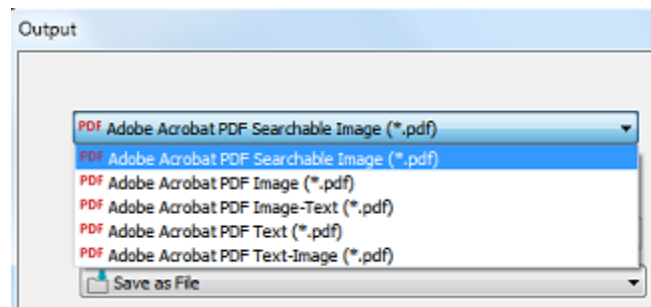 Output
PDF Adobe Acrobat PDF Searchable Image (*.pdf)
PDF Adobe Acrobat PDF Searchable Image (*.pdf)
PDF Adobe Acrobat PDF Image (*.pdf)
PDF Adobe Acrobat PDF Image-Text (*.pdf)
PDF Adobe Acrobat PDF Text (*.pdf)
PDF Adobe Acrobat PDF Text-Image (*.pdf)
Save as File